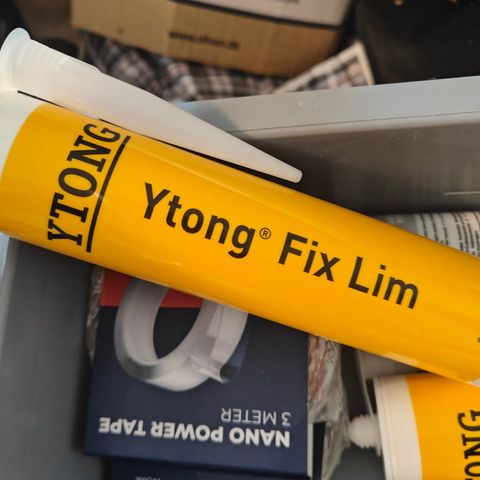 YTONG
Ytong® Fix Lim
NANO POWER TAPE
3 METER
YTONG